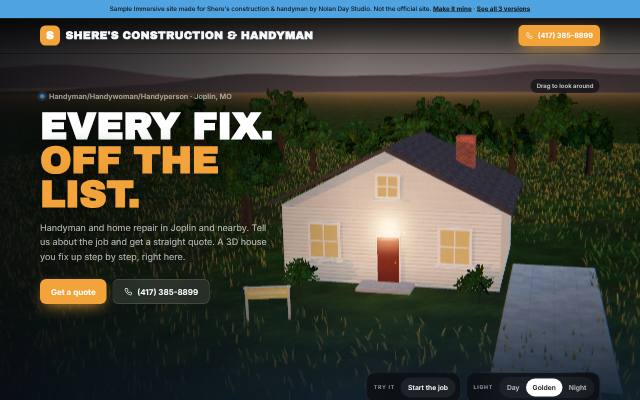 Sample Immersive site made for Shere's construction & handyman by Nolan Day Studio. Not the official site. Make it mine · See all 3 versions
S SHERE'S CONSTRUCTION & HANDYMAN
(417) 385-8899
Drag to look around
Handyman/Handywoman/Handyperson · Joplin, MO
EVERY FIX.
OFF THE
LIST.
Handyman and home repair in Joplin and nearby. Tell
us about the job and get a straight quote. A 3D house
you fix up step by step, right here.
Get a quote
(417) 385-8899
TRY IT Start the job
LIGHT Day Golden Night